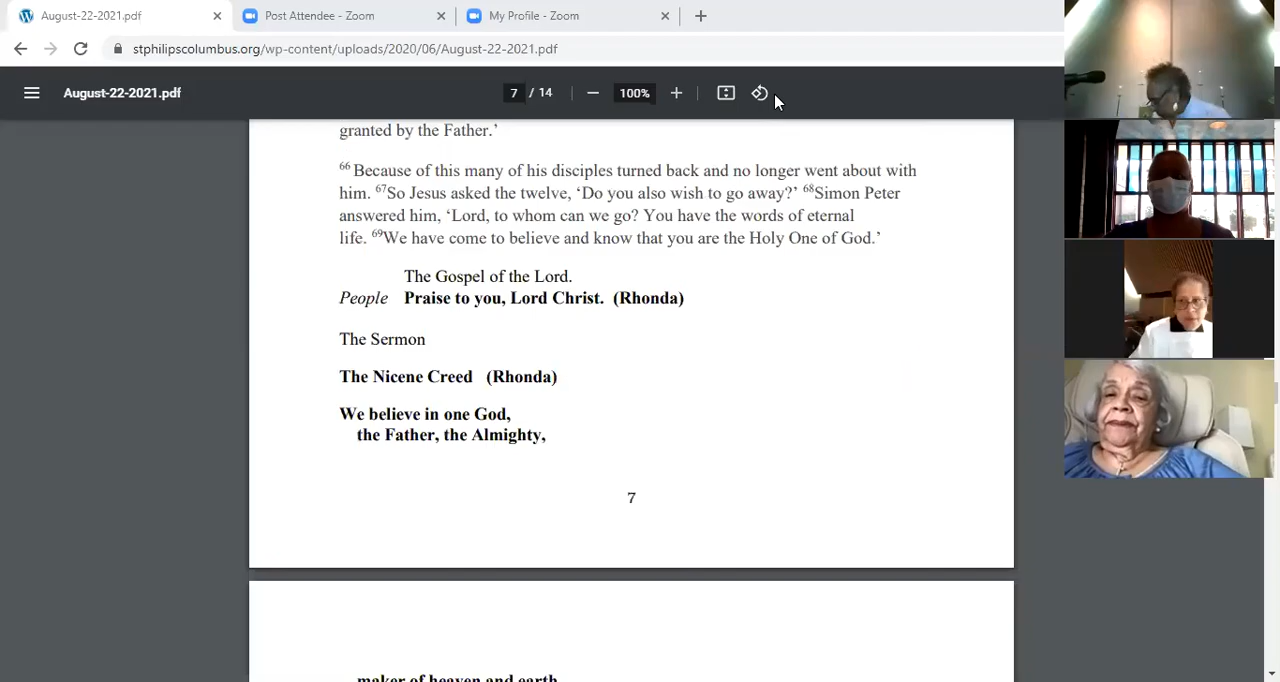 August-22-2021.pdf
Post Attendee - Zoom
My Profile - Zoom
stphilipscolumbus.org/wp-content/uploads/2020/06/August-22-2021.pdf
August-22-2021.pdf
7 / 14
100%
granted by the Father.’
66 Because of this many of his disciples turned back and no longer went about with
him. 67So Jesus asked the twelve, ‘Do you also wish to go away?’ 68Simon Peter
answered him, ‘Lord, to whom can we go? You have the words of eternal
life. 69We have come to believe and know that you are the Holy One of God.’
The Gospel of the Lord.
People Praise to you, Lord Christ. (Rhonda)
The Sermon
The Nicene Creed (Rhonda)
We believe in one God,
the Father, the Almighty,
7
maker of heaven and earth